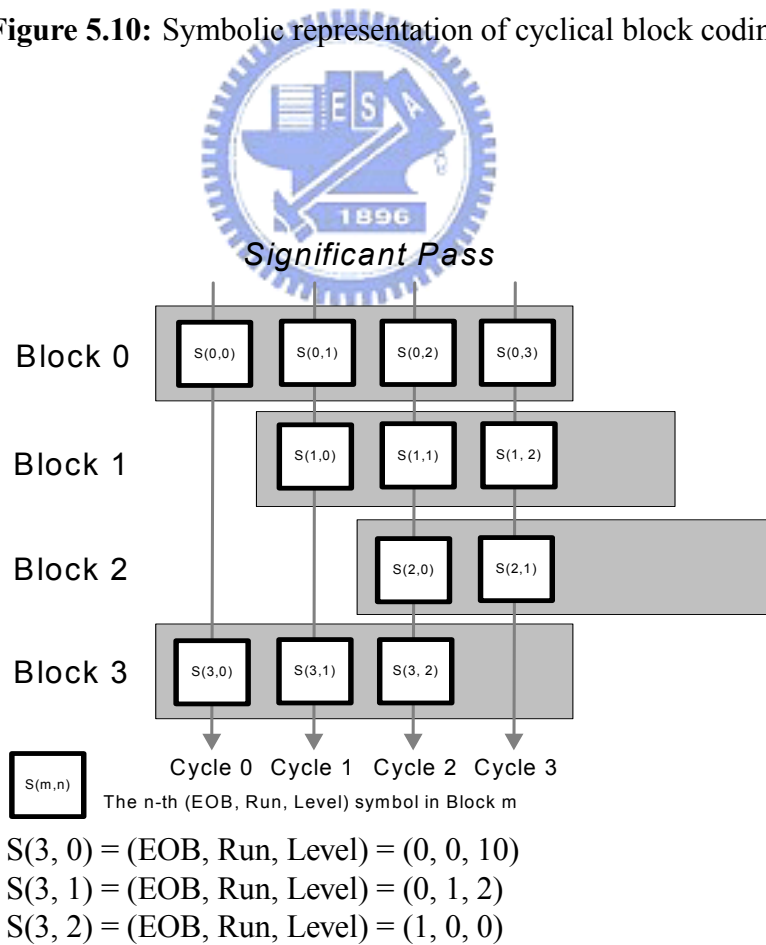 Figure 5.10: Symbolic representation of cyclical block coding
ESA
1896
Significant Pass
Block 0 S(0,0) S(0,1) S(0,2) S(0,3)
Block 1 S(1,0) S(1,1) S(1, 2)
Block 2 S(2,0) S(2,1)
Block 3 S(3,0) S(3,1) S(3, 2)
Cycle 0 Cycle 1 Cycle 2 Cycle 3
S(m,n) The n-th (EOB, Run, Level) symbol in Block m
S(3, 0) = (EOB, Run, Level) = (0, 0, 10)
S(3, 1) = (EOB, Run, Level) = (0, 1, 2)
S(3, 2) = (EOB, Run, Level) = (1, 0, 0)